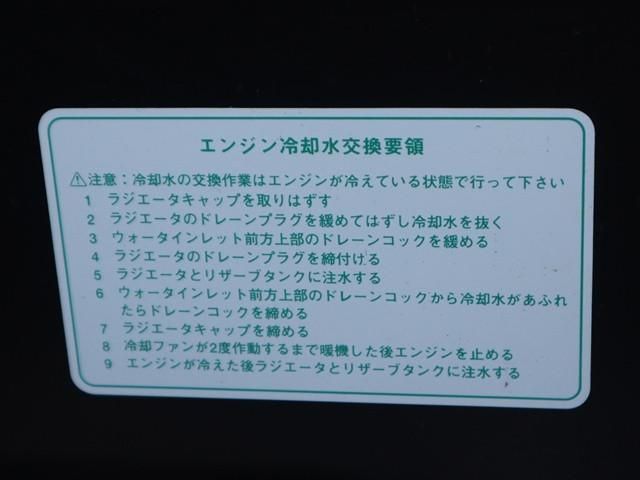 エンジン冷却水交換要領
⚠注意：冷却水の交換作業はエンジンが冷えている状態で行って下さい
1 ラジエータキャップを取りはずす
2 ラジエータのドレーンプラグを緩めてはずし冷却水を抜く
3 ウォータインレット前方上部のドレーンコックを緩める
4 ラジエータのドレーンプラグを締付ける
5 ラジエータとリザーブタンクに注水する
6 ウォータインレット前方上部のドレーンコックから冷却水があふれ
たらドレーンコックを締める
7 ラジエータキャップを締める
8 冷却ファンが2度作動するまで暖機した後エンジンを止める
9 エンジンが冷えた後ラジエータとリザーブタンクに注水する